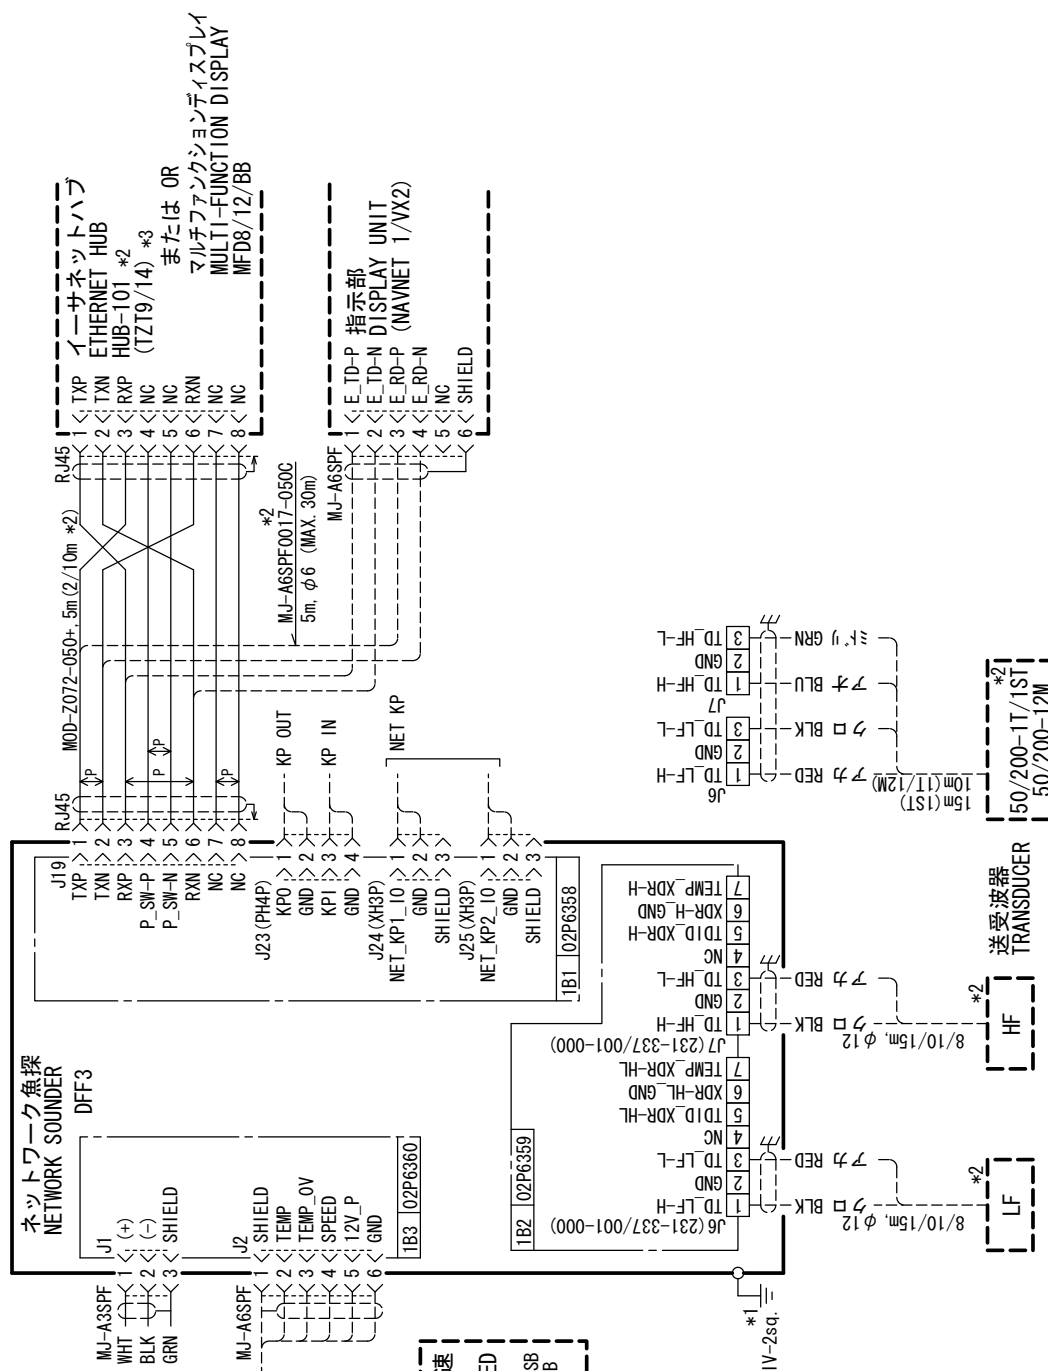 イーサネットハブ
ETHERNET HUB
HUB-101 *2
(TZT9/14) *3
または OR
マルチファンクションディスプレイ
MULTI-FUNCTION DISPLAY
MFD8/12/BB
1 TXP
2 TXN
3 RXP
4 NC
5 NC
6 RXN
7 NC
8 NC
RJ45
指示部
DISPLAY UNIT
(NAVNET 1/VX2)
1 E_TD-P
2 E_TD-N
3 E_RD-P
4 E_RD-N
5 NC
6 SHIELD
MJ-A6SPF
MOD-Z072-050+, 5m(2/10m *2)
*2
MJ-A6SPF0017-050C
5m, φ6 (MAX. 30m)
P
P
P
P
RJ45
KP OUT
KP IN
NET KP
ネットワーク魚探
NETWORK SOUNDER
DFF3
J19
TXP 1
TXN 2
RXP 3
P_SW-P 4
P_SW-N 5
RXN 6
NC 7
NC 8
J23(PH4P)
KPO 1
GND 2
KPI 3
GND 4
J24(XH3P)
NET_KP1_IO 1
GND 2
SHIELD 3
J25(XH3P)
NET_KP2_IO 1
GND 2
SHIELD 3
1B1 02P6358
MJ-A3SPF
J1
WHT 1 (+)
BLK 2 (-)
GRN 3 SHIELD
MJ-A6SPF
J2
1 SHIELD
2 TEMP
3 TEMP_0V
4 SPEED
5 12V_P
6 GND
1B3 02P6360
1B2 02P6359
J6(231-337/001-000)
1 TD_LF-H
2 GND
3 TD_LF-L
4 NC
5 TDID_XDR-HL
6 XDR-HL_GND
7 TEMP_XDR-HL
J7(231-337/001-000)
1 TD_HF-H
2 GND
3 TD_HF-L
4 NC
5 TDID_XDR-H
6 XDR-H_GND
7 TEMP_XDR-H
クロ BLK
アカ RED
8/10/15m, φ12
*2
LF
クロ BLK
アカ RED
8/10/15m, φ12
*2
HF
送受波器
TRANSDUCER
J6
1 TD_LF-H
2 GND
3 TD_LF-L
J7
1 TD_HF-H
2 GND
3 TD_HF-L
アカ RED
クロ BLK
アオ BLU
ミドリ GRN
15m(1ST)
10m(1T/12M)
*2
50/200-1T/1ST
50/200-12M
*1
IV-2sq.
速
ED
SB
B